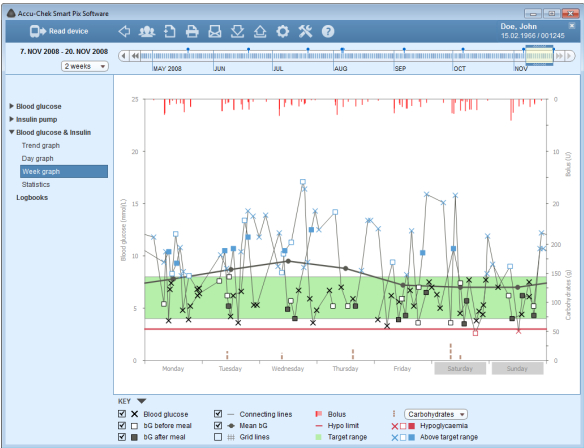 Accu-Chek Smart Pix Software
Read device
Doe, John
15.02.1966 / 001245
7. NOV 2008 - 20. NOV 2008
2 weeks
MAY 2008 JUN JUL AUG SEP OCT NOV
Blood glucose
Insulin pump
Blood glucose & Insulin
Trend graph
Day graph
Week graph
Statistics
Logbooks
Blood glucose (mmol/L)
25
20
15
10
5
0
0
10
20
Bolus (U)
200
150
100
50
0
Carbohydrates (g)
Monday Tuesday Wednesday Thursday Friday Saturday Sunday
KEY
Blood glucose Connecting lines Bolus Carbohydrates
bG before meal Mean bG Hypo limit Hypoglycaemia
bG after meal Grid lines Target range Above target range